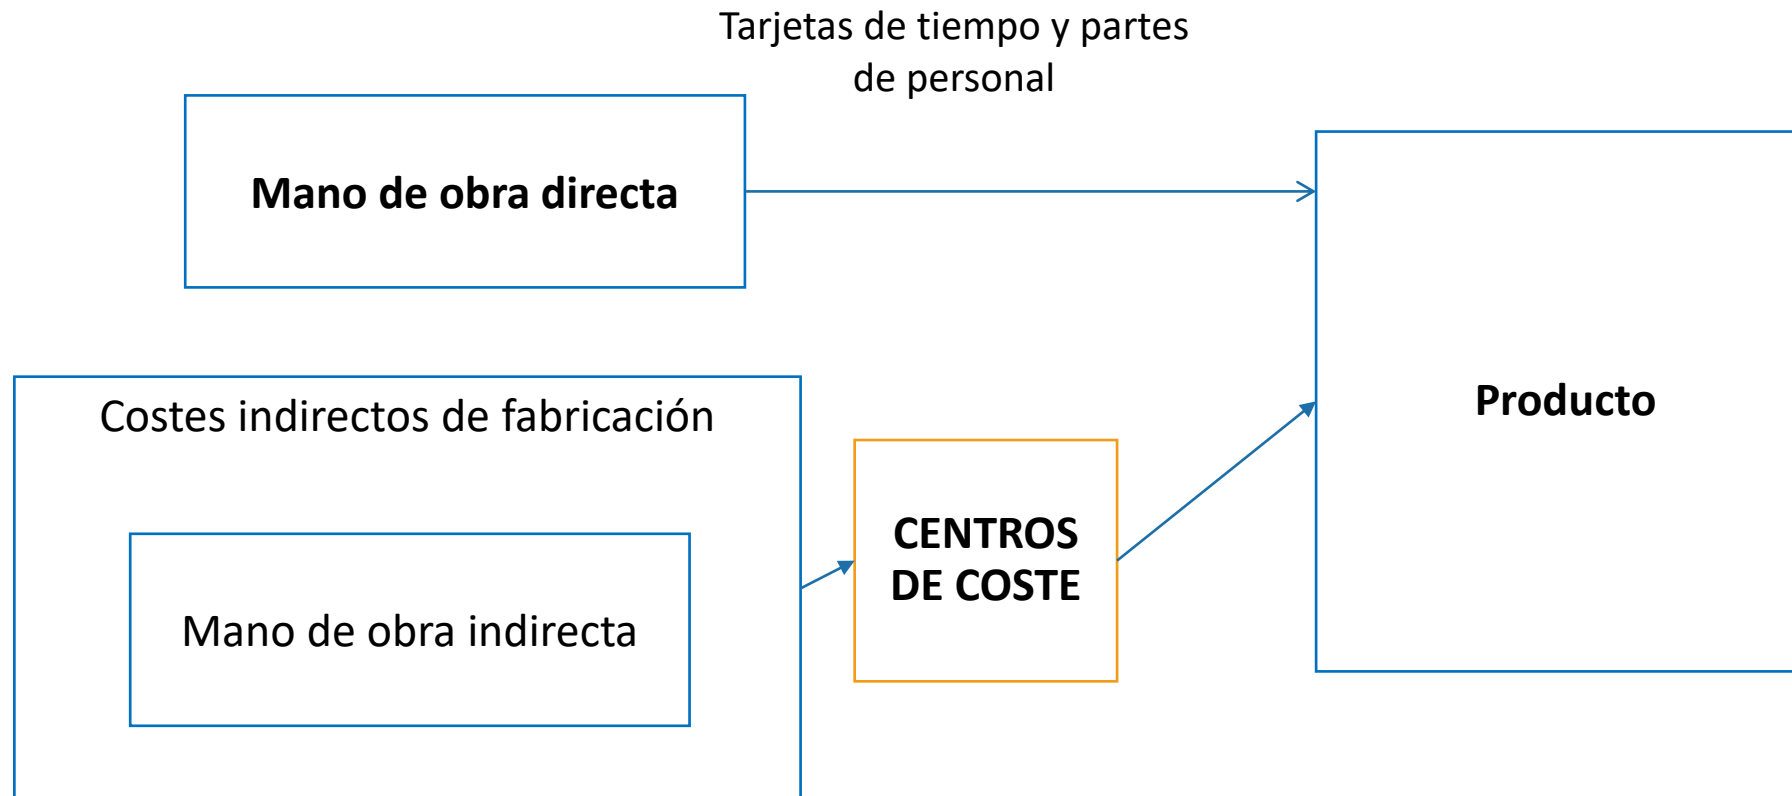 Tarjetas de tiempo y partes
de personal
Mano de obra directa
Costes indirectos de fabricación
Mano de obra indirecta
CENTROS
DE COSTE
Producto